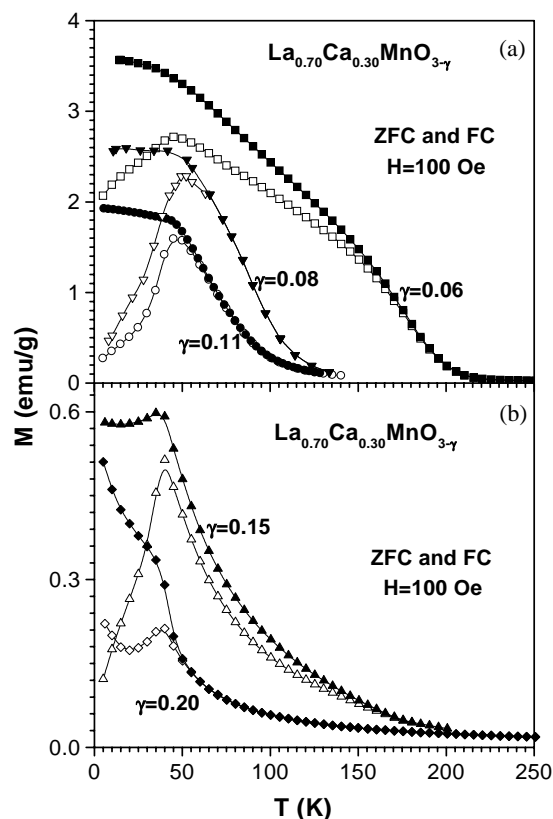 4
(a)
La0.70Ca0.30MnO3-γ
ZFC and FC
H=100 Oe
3
2
γ=0.08
γ=0.06
1
γ=0.11
0
M (emu/g)
0.6
(b)
La0.70Ca0.30MnO3-γ
γ=0.15
ZFC and FC
H=100 Oe
0.3
γ=0.20
0.0
0 50 100 150 200 250
T (K)